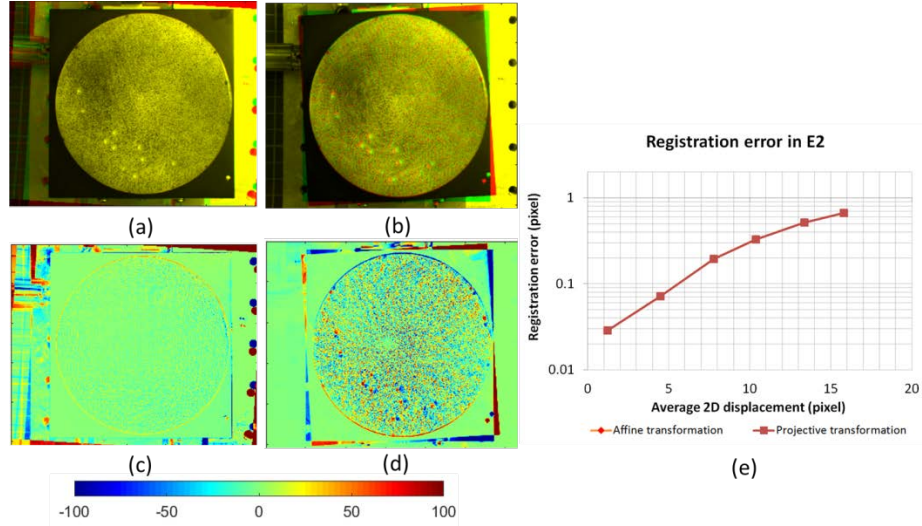 (a)
(b)
(c)
(d)
-100 -50 0 50 100
Registration error in E2
Registration error (pixel)
1
0.1
0.01
0 5 10 15 20
Average 2D displacement (pixel)
Affine transformation Projective transformation
(e)